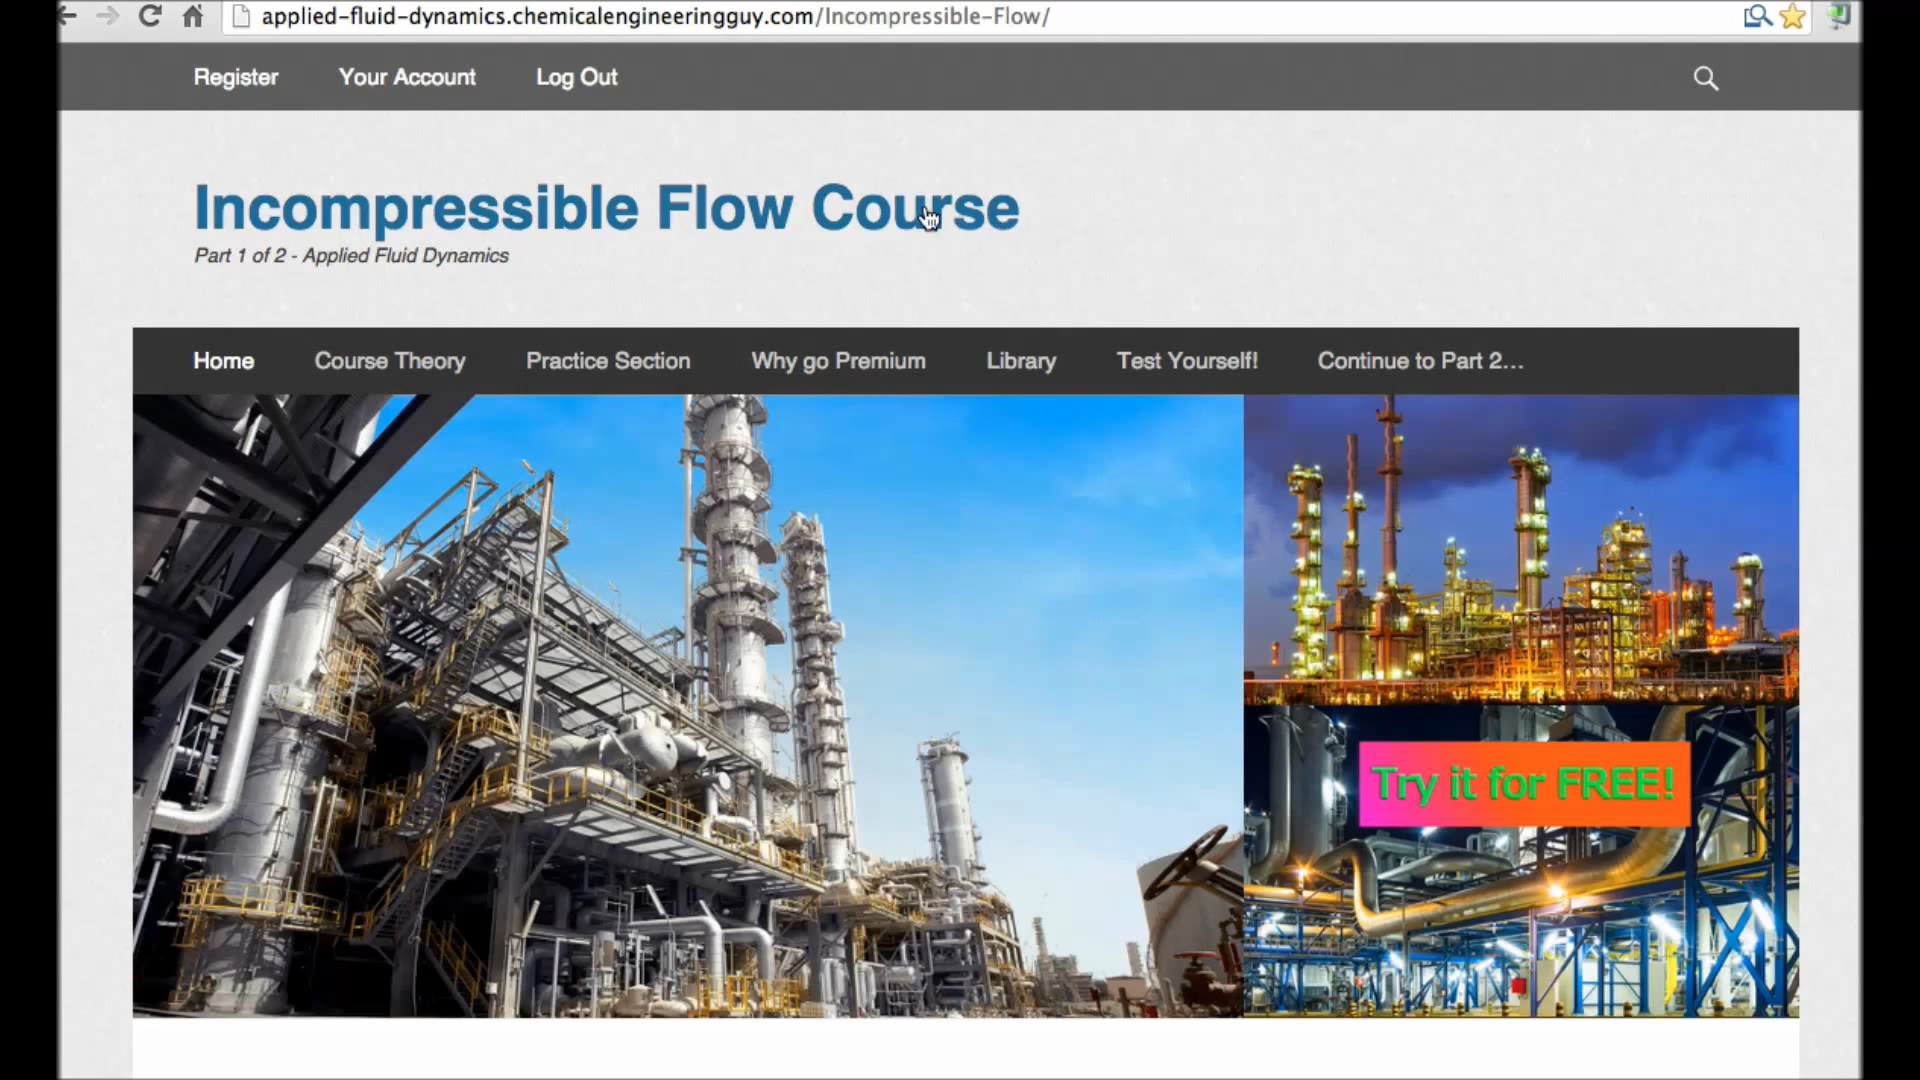 applied-fluid-dynamics.chemicalengineeringguy.com/Incompressible-Flow/
Register Your Account Log Out
Incompressible Flow Course
Part 1 of 2 - Applied Fluid Dynamics
Home Course Theory Practice Section Why go Premium Library Test Yourself! Continue to Part 2...
Try it for FREE!